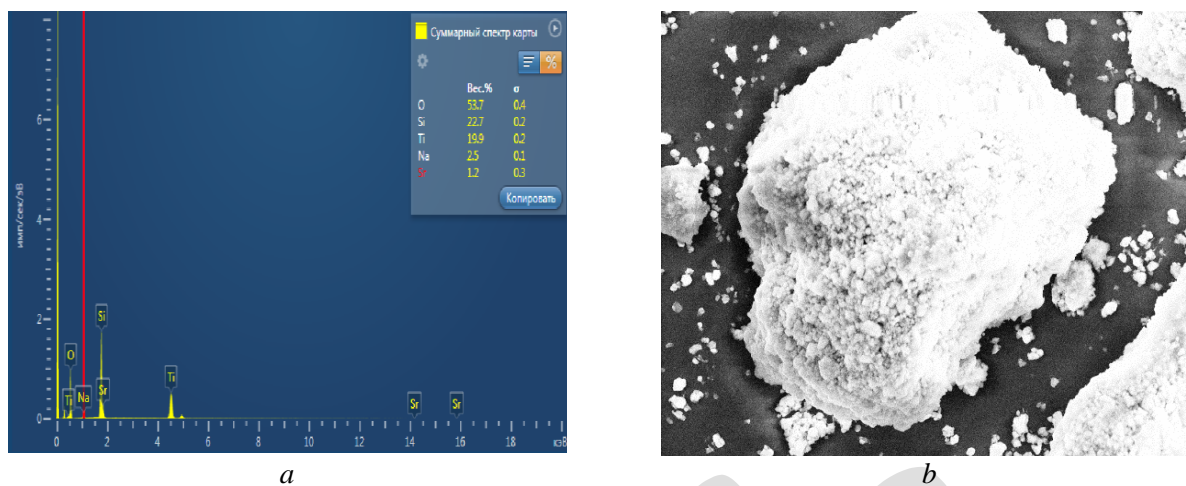 Суммарный спектр карты
%
Вес.% σ
O 53.7 0.4
Si 22.7 0.2
Ti 19.9 0.2
Na 2.5 0.1
Sr 1.2 0.3
Копировать
имп/сек/эВ
6
4
2
0
Si
O
Ti
Na
Sr
Ti
Sr
Sr
0 2 4 6 8 10 12 14 16 18 кэВ
a
b